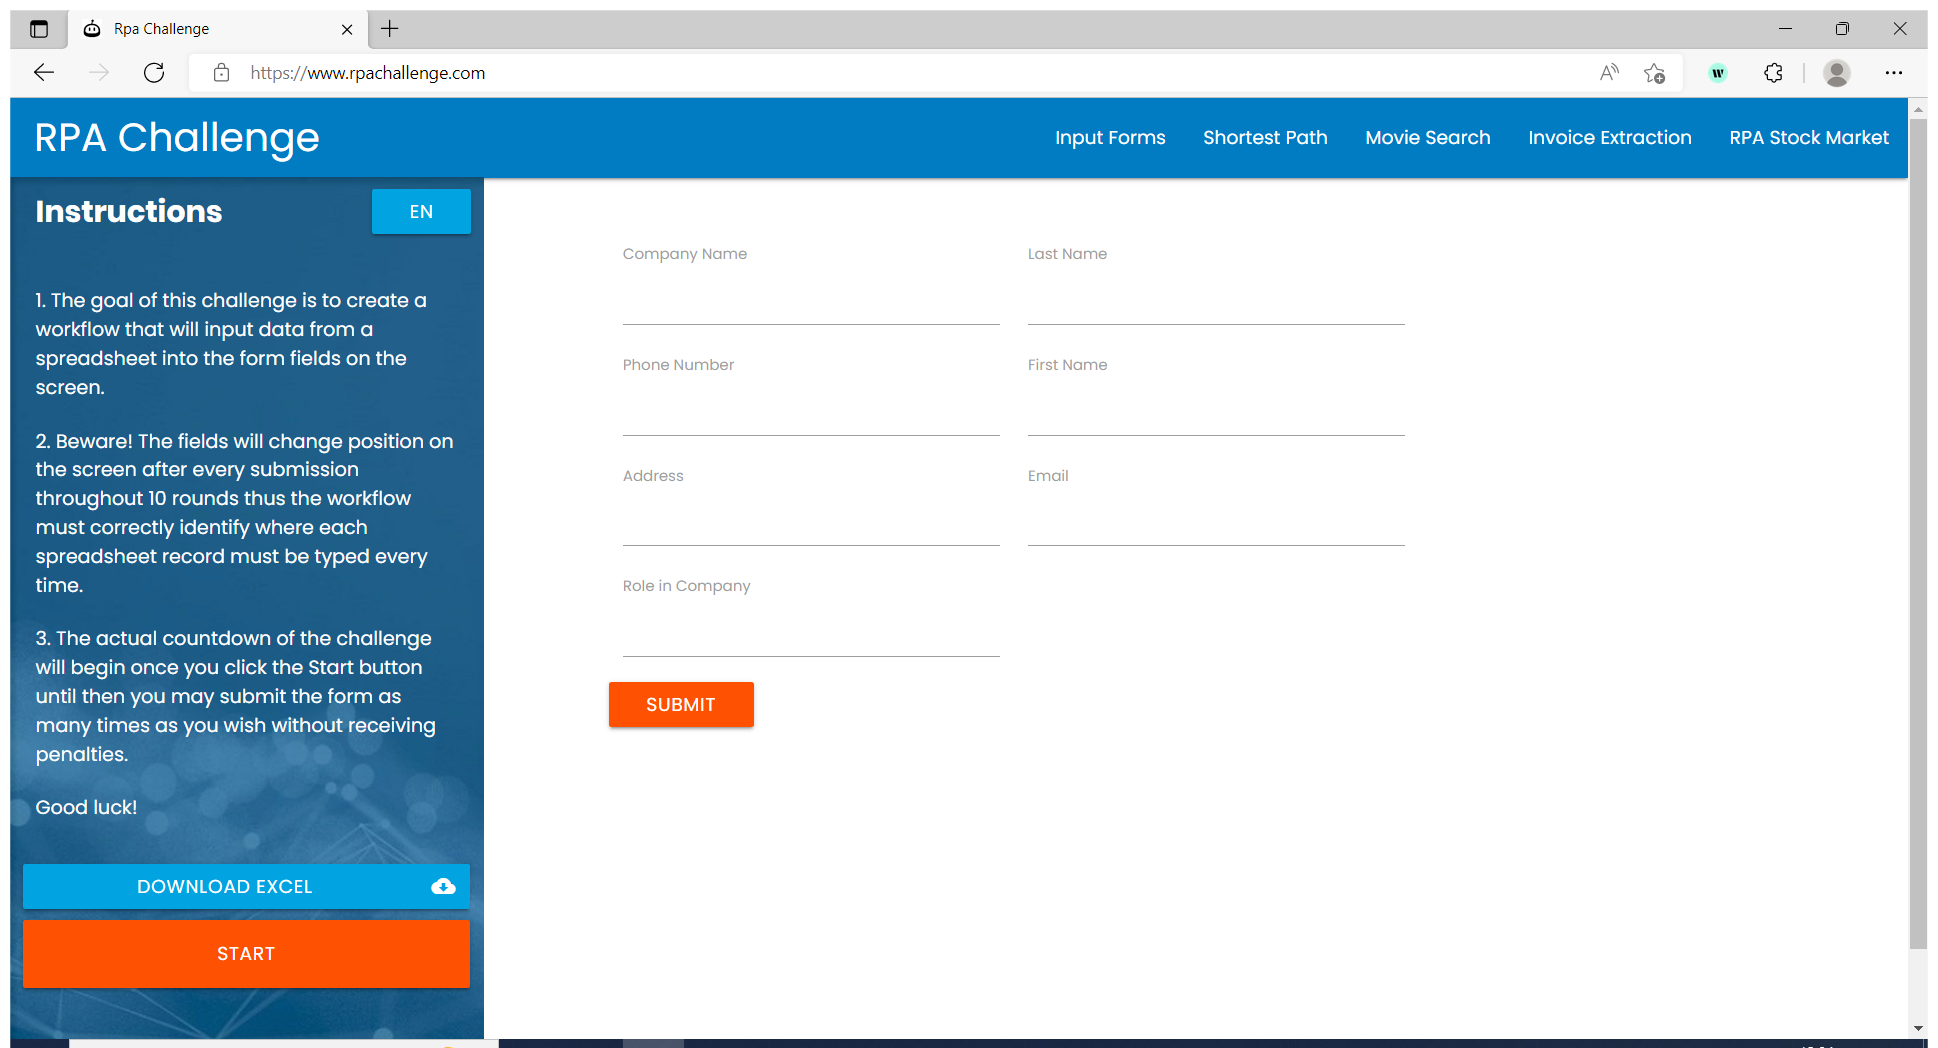 Rpa Challenge
https://www.rpachallenge.com
RPA Challenge
Input Forms
Shortest Path
Movie Search
Invoice Extraction
RPA Stock Market
Instructions
EN
1. The goal of this challenge is to create a
workflow that will input data from a
spreadsheet into the form fields on the
screen.
2. Beware! The fields will change position on
the screen after every submission
throughout 10 rounds thus the workflow
must correctly identify where each
spreadsheet record must be typed every
time.
3. The actual countdown of the challenge
will begin once you click the Start button
until then you may submit the form as
many times as you wish without receiving
penalties.
Good luck!
DOWNLOAD EXCEL
START
Company Name
Last Name
Phone Number
First Name
Address
Email
Role in Company
SUBMIT